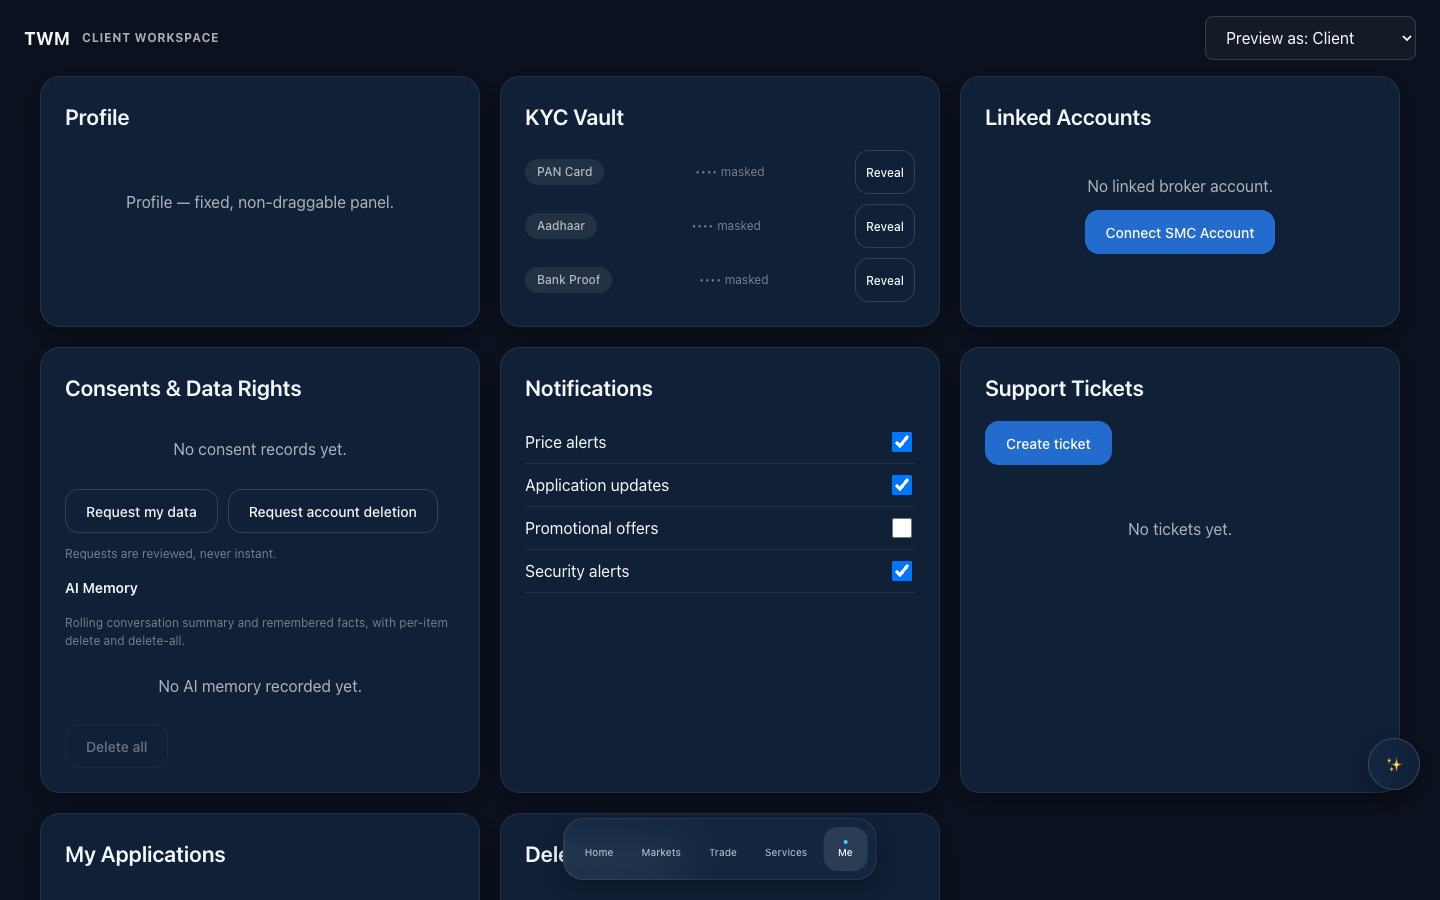 TWM CLIENT WORKSPACE
Preview as: Client
Profile
Profile — fixed, non-draggable panel.
KYC Vault
PAN Card •••• masked Reveal
Aadhaar •••• masked Reveal
Bank Proof •••• masked Reveal
Linked Accounts
No linked broker account.
Connect SMC Account
Consents & Data Rights
No consent records yet.
Request my data Request account deletion
Requests are reviewed, never instant.
AI Memory
Rolling conversation summary and remembered facts, with per-item
delete and delete-all.
No AI memory recorded yet.
Delete all
Notifications
Price alerts
Application updates
Promotional offers
Security alerts
Support Tickets
Create ticket
No tickets yet.
My Applications
Home Markets Trade Services Me